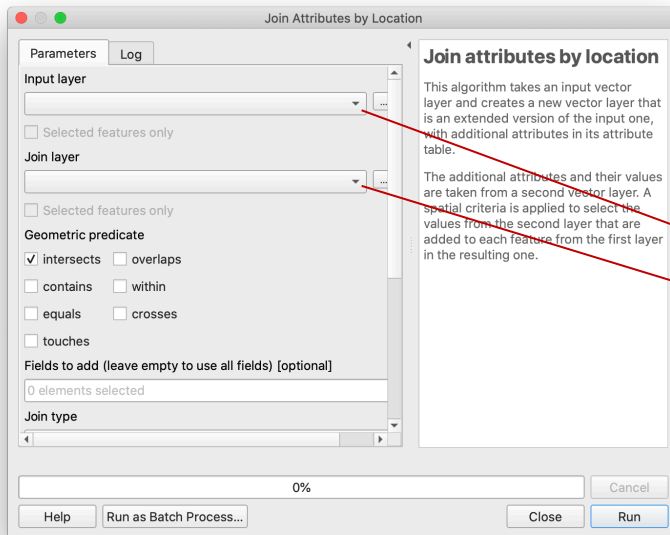 Join Attributes by Location
Parameters
Log
Input layer
...
Selected features only
Join layer
...
Selected features only
Geometric predicate
intersects
overlaps
contains
within
equals
crosses
touches
Fields to add (leave empty to use all fields) [optional]
0 elements selected
Join type
Join attributes by location
This algorithm takes an input vector
layer and creates a new vector layer that
is an extended version of the input one,
with additional attributes in its attribute
table.
The additional attributes and their values
are taken from a second vector layer. A
spatial criteria is applied to select the
values from the second layer that are
added to each feature from the first layer
in the resulting one.
0%
Cancel
Help
Run as Batch Process...
Close
Run